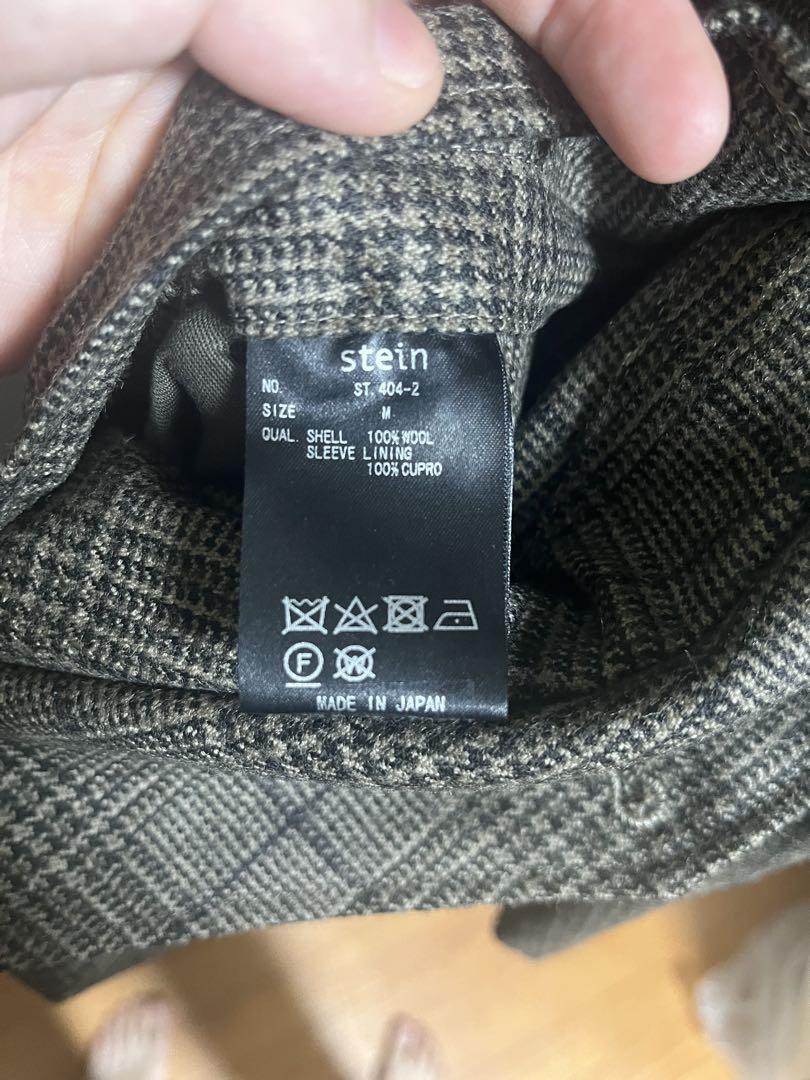 stein
NO. ST.404-2
SIZE M
QUAL. SHELL 100%WOOL
SLEEVE LINING
100%CUPRO
F W
MADE IN JAPAN